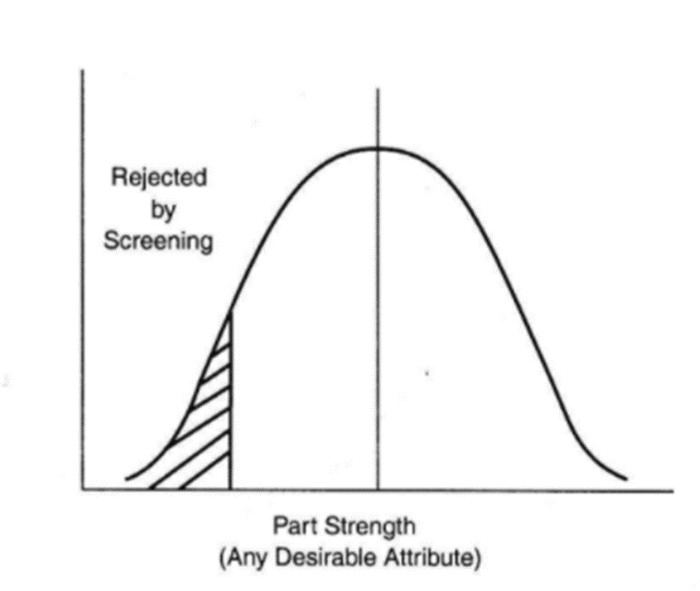 Rejected
by
Screening
Part Strength
(Any Desirable Attribute)